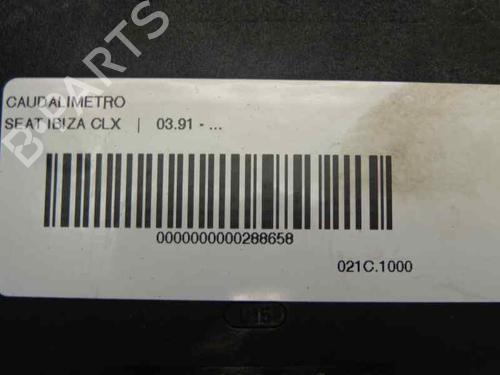 CAUDALIMETRO
SEAT IBIZA CLX | 03.91 - ...
0000000000288658
021C.1000
B-PARTS